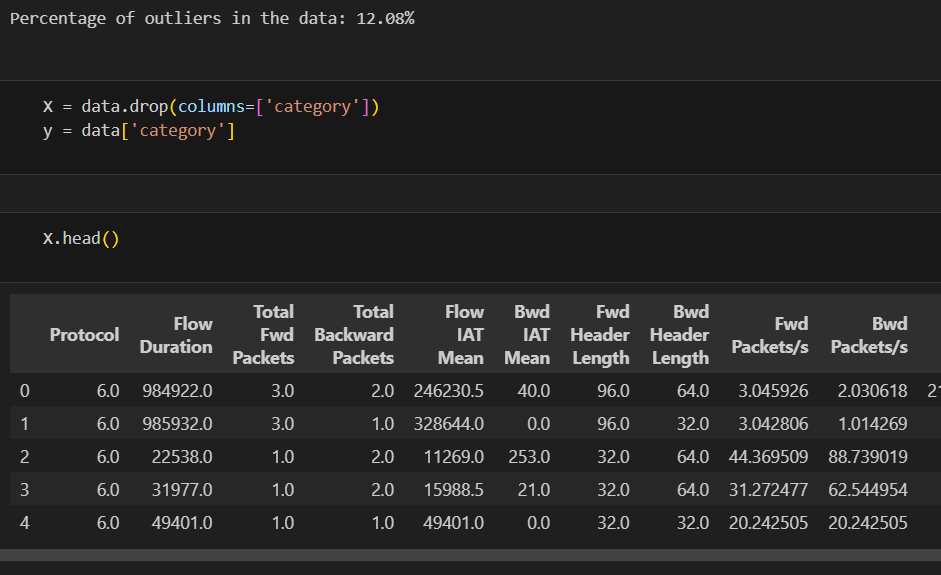 Percentage of outliers in the data: 12.08%
X = data.drop(columns=['category'])
y = data['category']
X.head()
Protocol Flow Duration Total Fwd Packets Total Backward Packets Flow IAT Mean Bwd IAT Mean Fwd Header Length Bwd Header Length Fwd Packets/s Bwd Packets/s
0 6.0 984922.0 3.0 2.0 246230.5 40.0 96.0 64.0 3.045926 2.030618
1 6.0 985932.0 3.0 1.0 328644.0 0.0 96.0 32.0 3.042806 1.014269
2 6.0 22538.0 1.0 2.0 11269.0 253.0 32.0 64.0 44.369509 88.739019
3 6.0 31977.0 1.0 2.0 15988.5 21.0 32.0 64.0 31.272477 62.544954
4 6.0 49401.0 1.0 1.0 49401.0 0.0 32.0 32.0 20.242505 20.242505